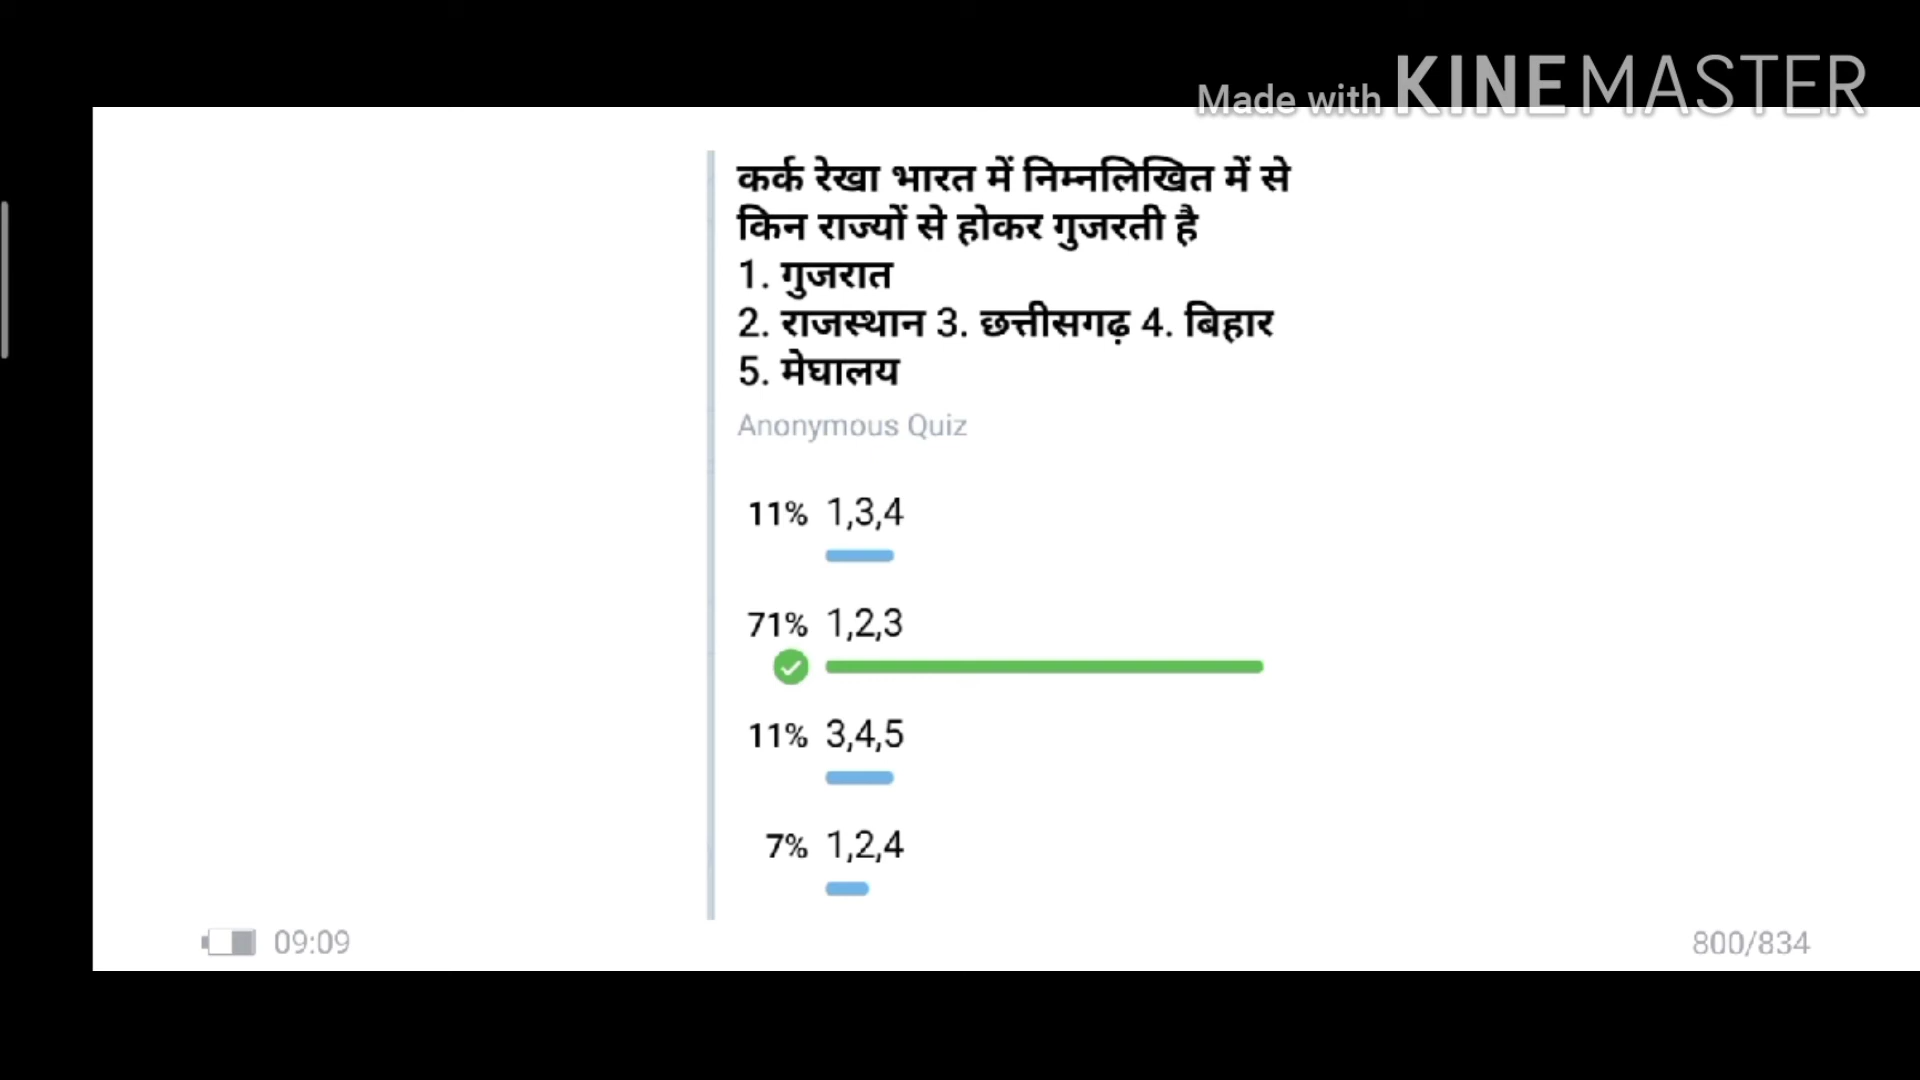 Made with KINEMASTER
कर्क रेखा भारत में निम्नलिखित में से
किन राज्यों से होकर गुजरती है
1. गुजरात
2. राजस्थान 3. छत्तीसगढ़ 4. बिहार
5. मेघालय
Anonymous Quiz
11% 1,3,4
71% 1,2,3
11% 3,4,5
7% 1,2,4
09:09
800/834